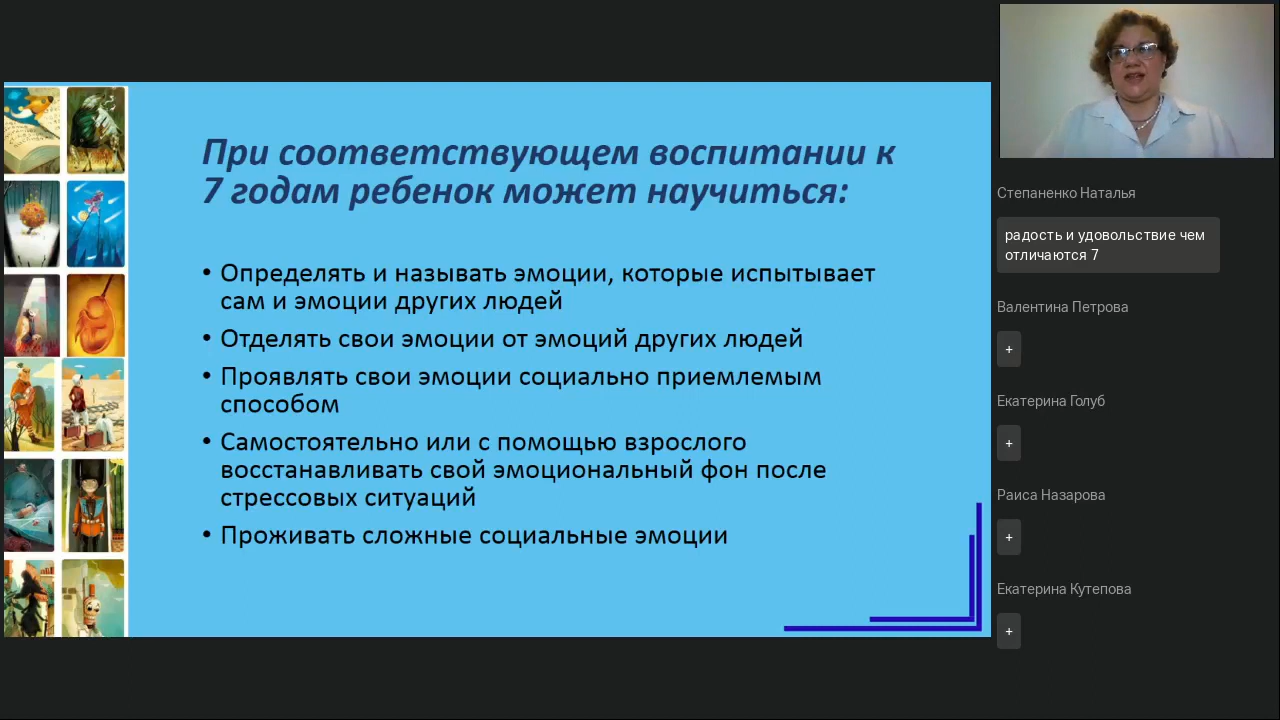 При соответствующем воспитании к
7 годам ребенок может научиться:
• Определять и называть эмоции, которые испытывает
сам и эмоции других людей
• Отделять свои эмоции от эмоций других людей
• Проявлять свои эмоции социально приемлемым
способом
• Самостоятельно или с помощью взрослого
восстанавливать свой эмоциональный фон после
стрессовых ситуаций
• Проживать сложные социальные эмоции
Степаненко Наталья
радость и удовольствие чем
отличаются 7
Валентина Петрова
+
Екатерина Голуб
+
Раиса Назарова
+
Екатерина Кутепова
+